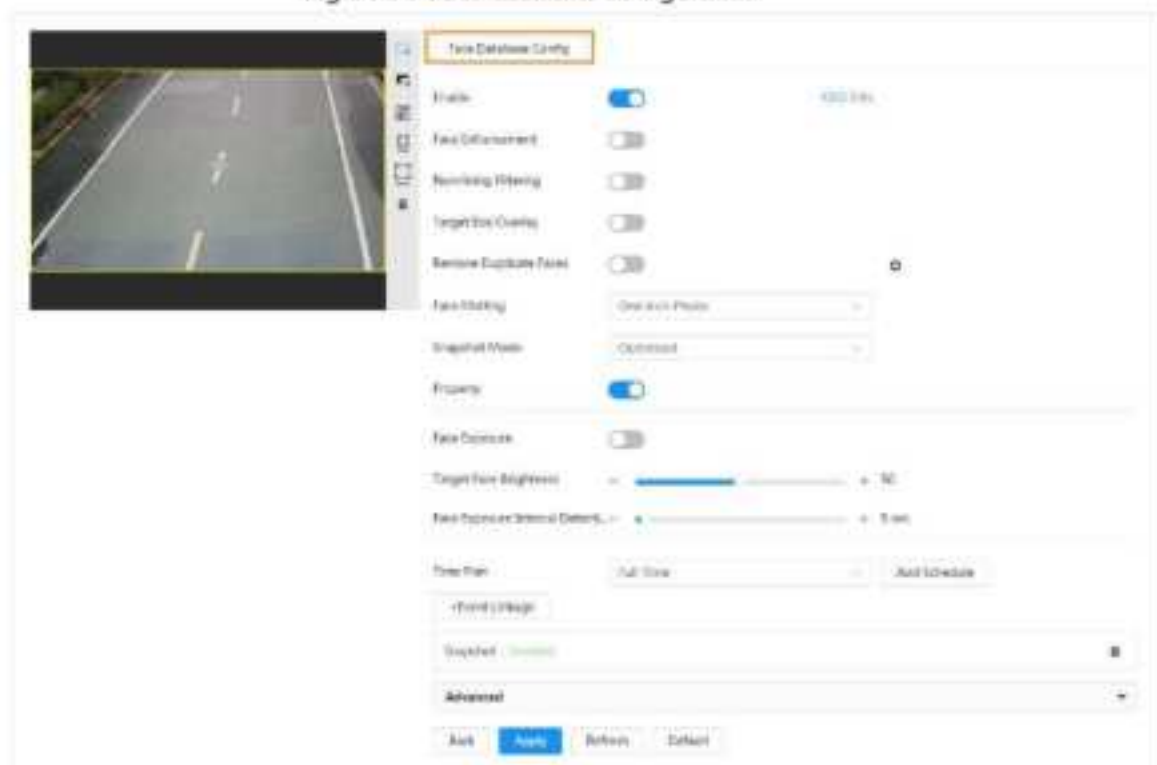 Face Database Config
Enable
Face Enhancement
Non-living Filtering
Target Box Overlay
Remove Duplicate Faces
Face Matting One-inch Photo
Snapshot Mode Optimized
Property
Face Exposure
Target Face Brightness - + 50
Face Exposure Interval Detecti... - +
Time Plan Full Time Add Schedule
+Event Linkage
Snapshot
Advanced
Back Apply Refresh Default